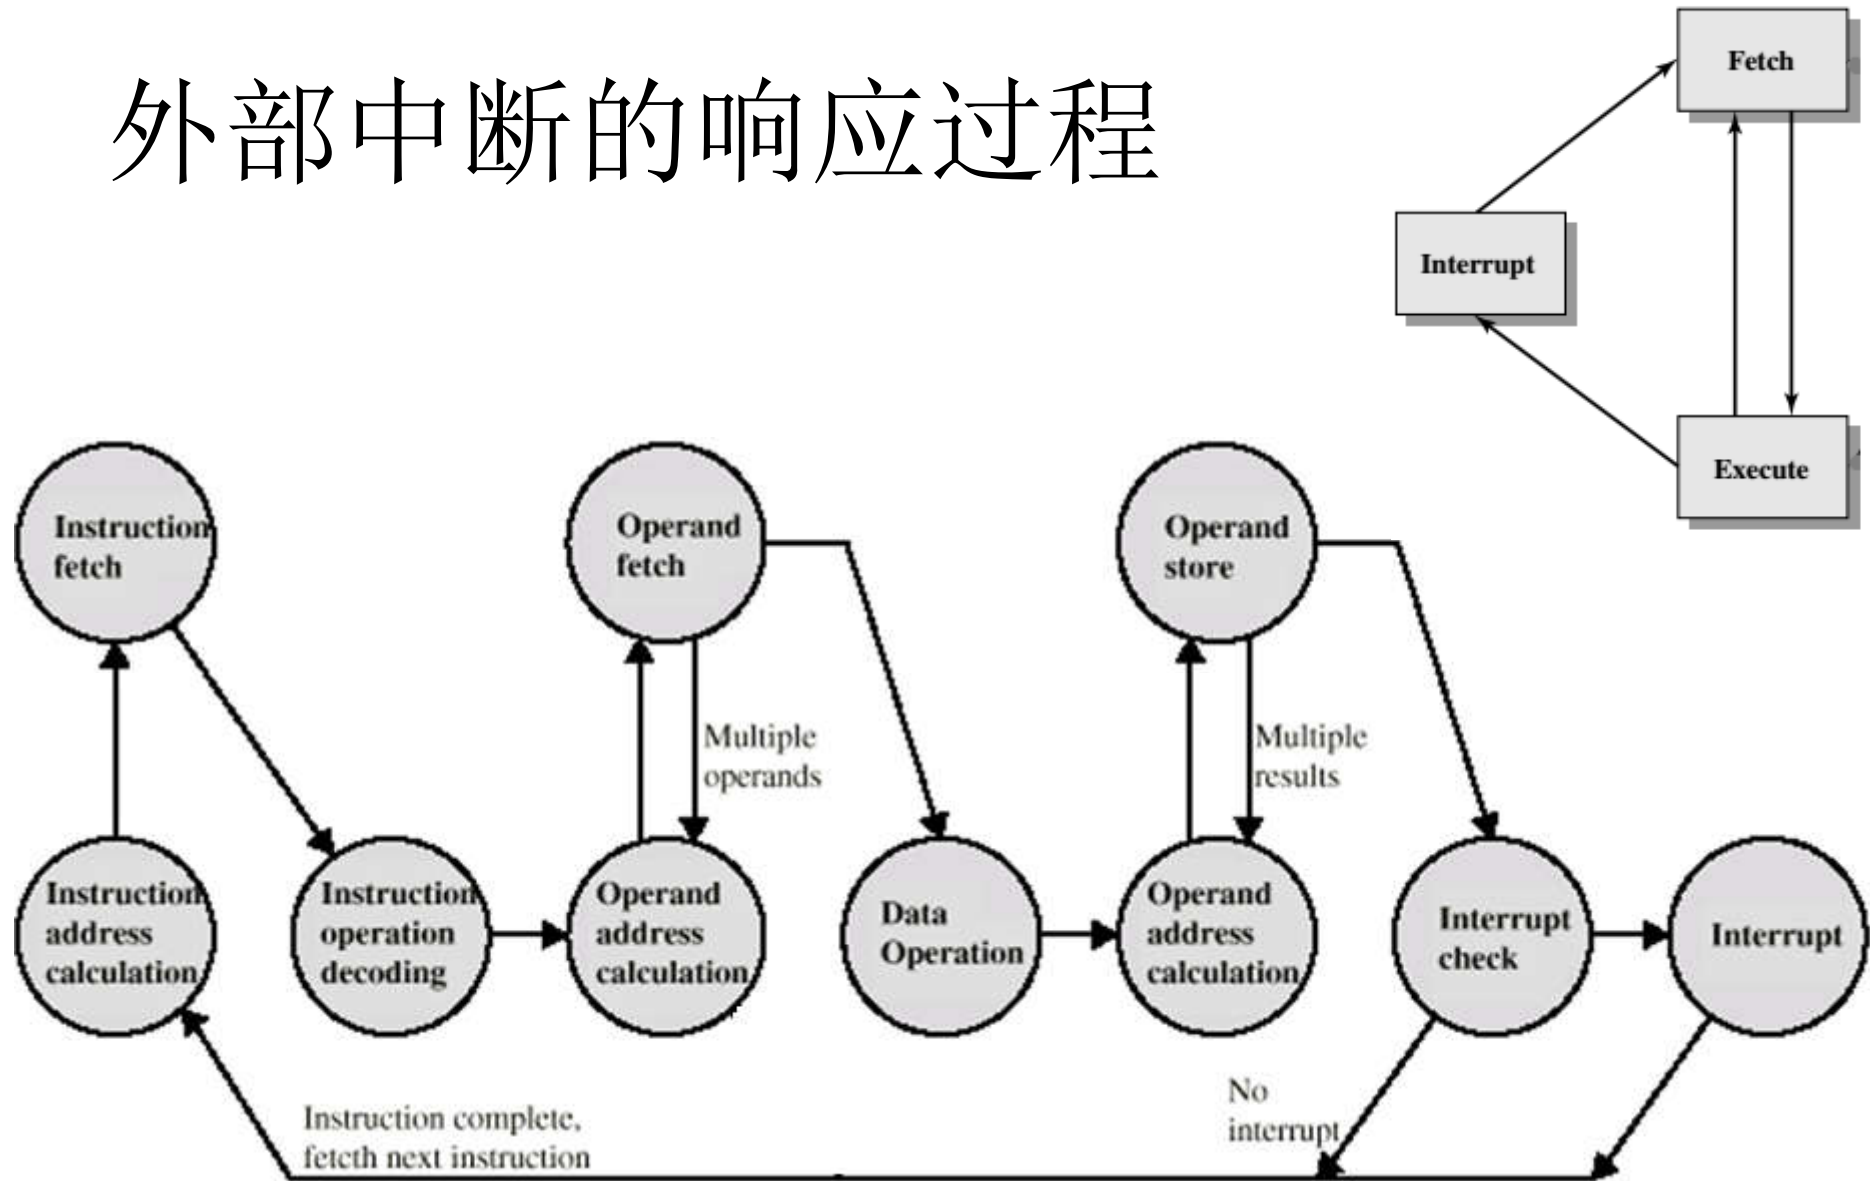 外部中断的响应过程
Fetch
Interrupt
Execute
Instruction
fetch
Operand
fetch
Operand
store
Multiple
operands
Multiple
results
Instruction
address
calculation
Instruction
operation
decoding
Operand
address
calculation
Data
Operation
Operand
address
calculation
Interrupt
check
Interrupt
Instruction complete,
fetcth next instruction
No
interrupt